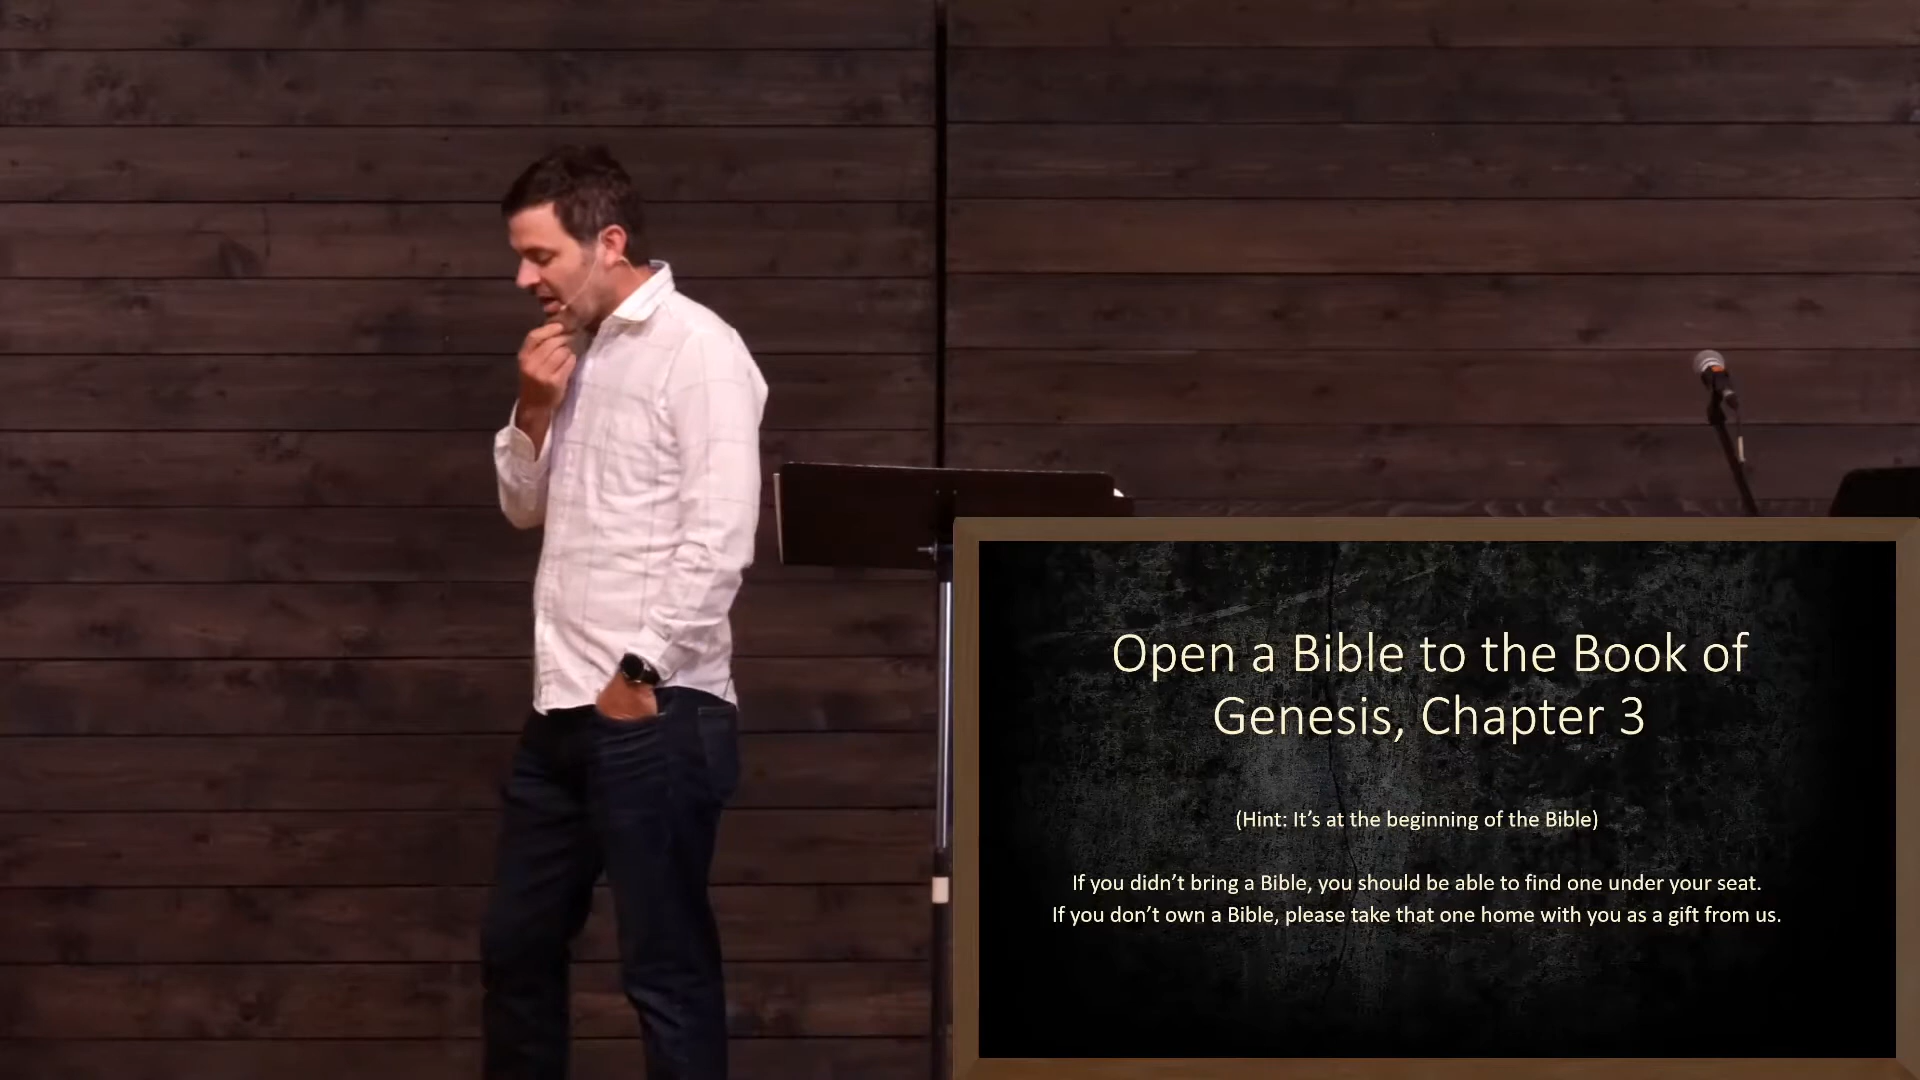 Open a Bible to the Book of
Genesis, Chapter 3
(Hint: It’s at the beginning of the Bible)
If you didn’t bring a Bible, you should be able to find one under your seat.
If you don’t own a Bible, please take that one home with you as a gift from us.